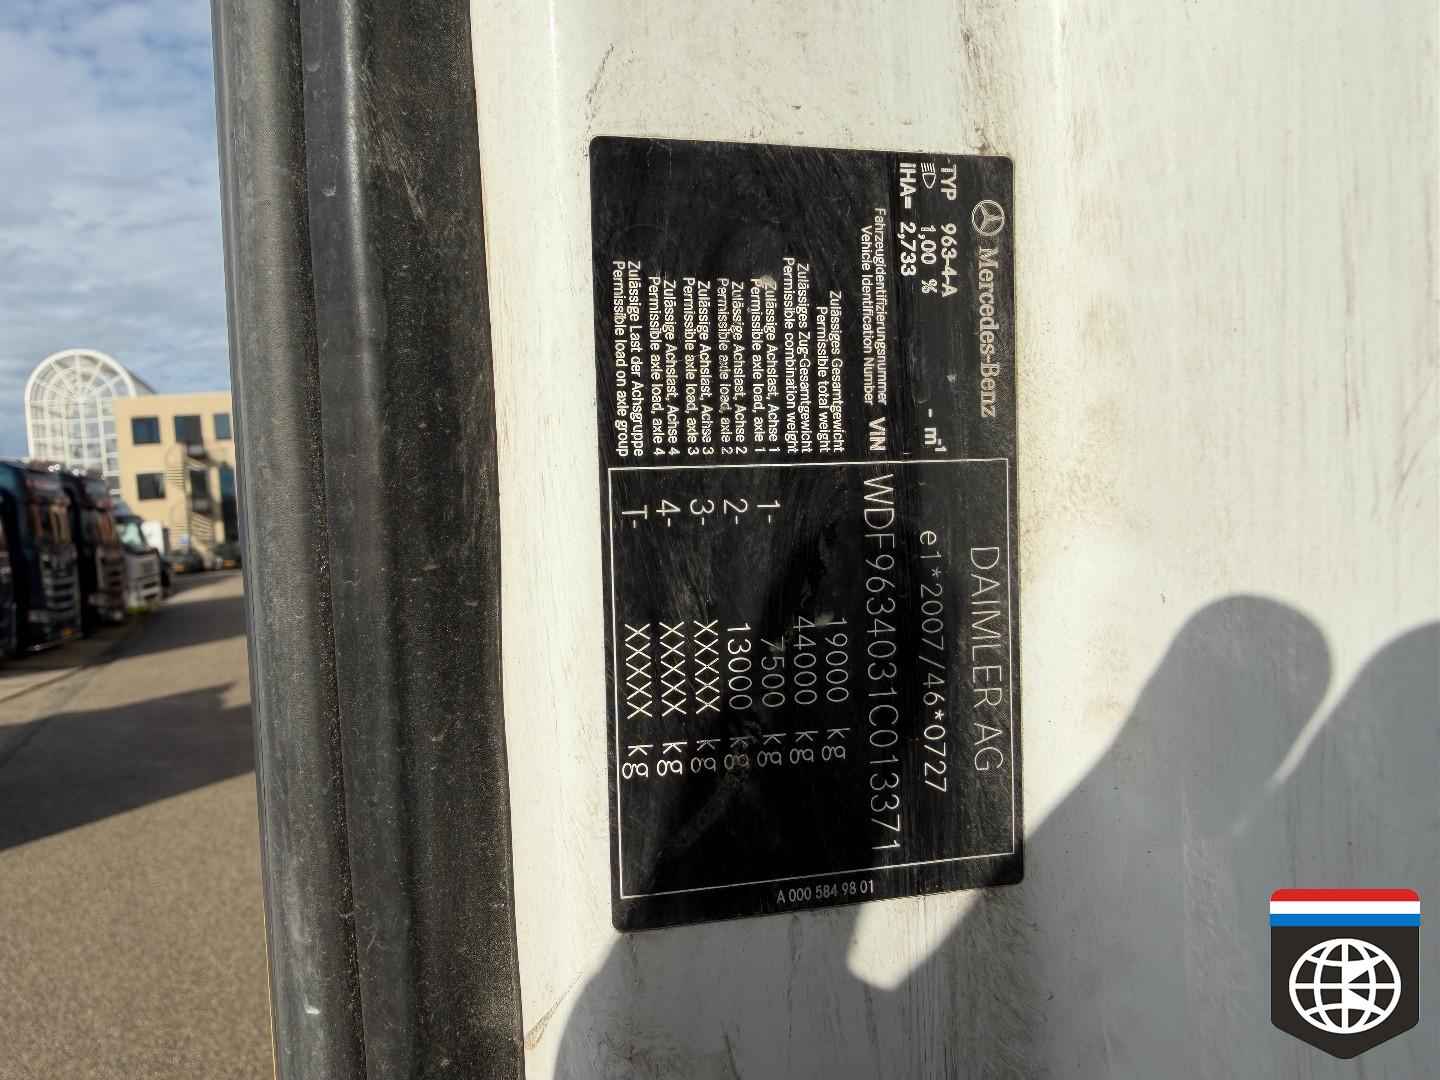 Mercedes-Benz
DAIMLER AG
TYP 963-4-A
1,00 % - m-1
e1*2007/46*0727
iHA= 2,733
Fahrzeugidentifizierungsnummer
Vehicle Identification Number VIN WDF9634031C013371
Zulässiges Gesamtgewicht
Permissible total weight 19000 kg
Zulässiges Zug-Gesamtgewicht
Permissible combination weight 44000 kg
Zulässige Achslast, Achse 1
Permissible axle load, axle 1 1- 7500 kg
Zulässige Achslast, Achse 2
Permissible axle load, axle 2 2- 13000 kg
Zulässige Achslast, Achse 3
Permissible axle load, axle 3 3- XXXXX kg
Zulässige Achslast, Achse 4
Permissible axle load, axle 4 4- XXXXX kg
Zulässige Last der Achsgruppe
Permissible load on axle group T- XXXXX kg
A 000 584 98 01